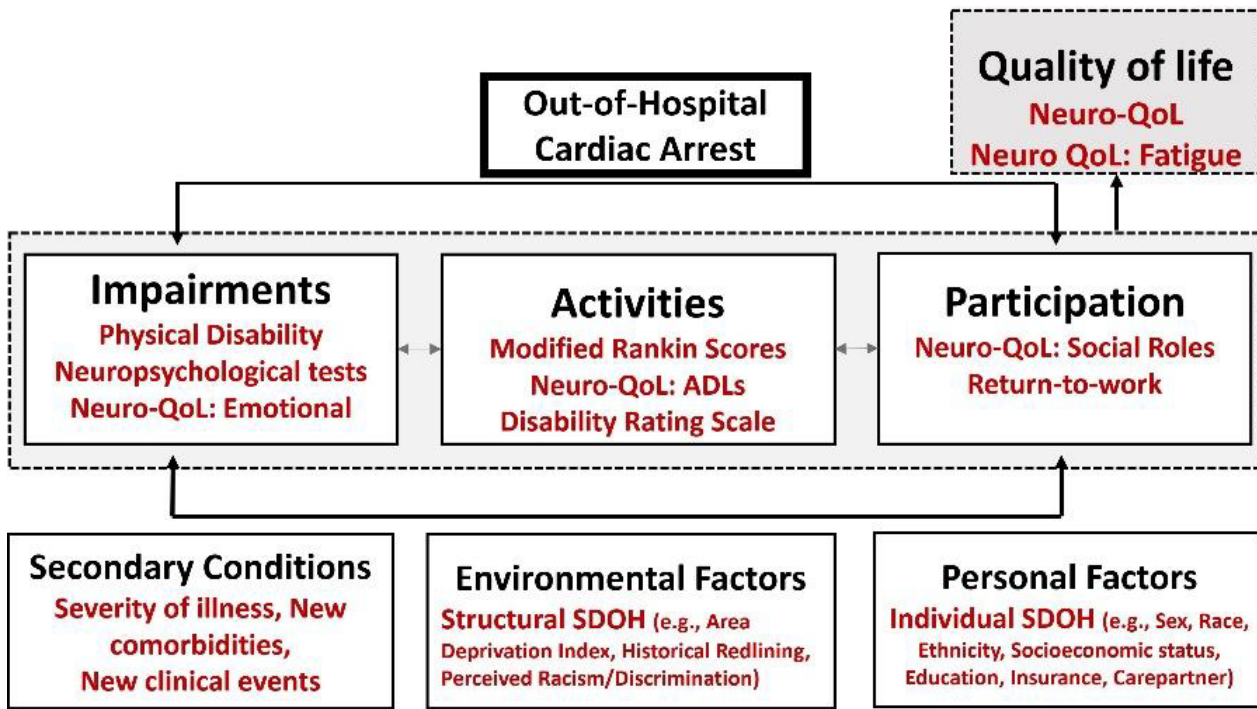 Out-of-Hospital
Cardiac Arrest
Quality of life
Neuro-QoL
Neuro QoL: Fatigue
Impairments
Physical Disability
Neuropsychological tests
Neuro-QoL: Emotional
Activities
Modified Rankin Scores
Neuro-QoL: ADLs
Disability Rating Scale
Participation
Neuro-QoL: Social Roles
Return-to-work
Secondary Conditions
Severity of illness, New
comorbidities,
New clinical events
Environmental Factors
Structural SDOH (e.g., Area
Deprivation Index, Historical Redlining,
Perceived Racism/Discrimination)
Personal Factors
Individual SDOH (e.g., Sex, Race,
Ethnicity, Socioeconomic status,
Education, Insurance, Carepartner)